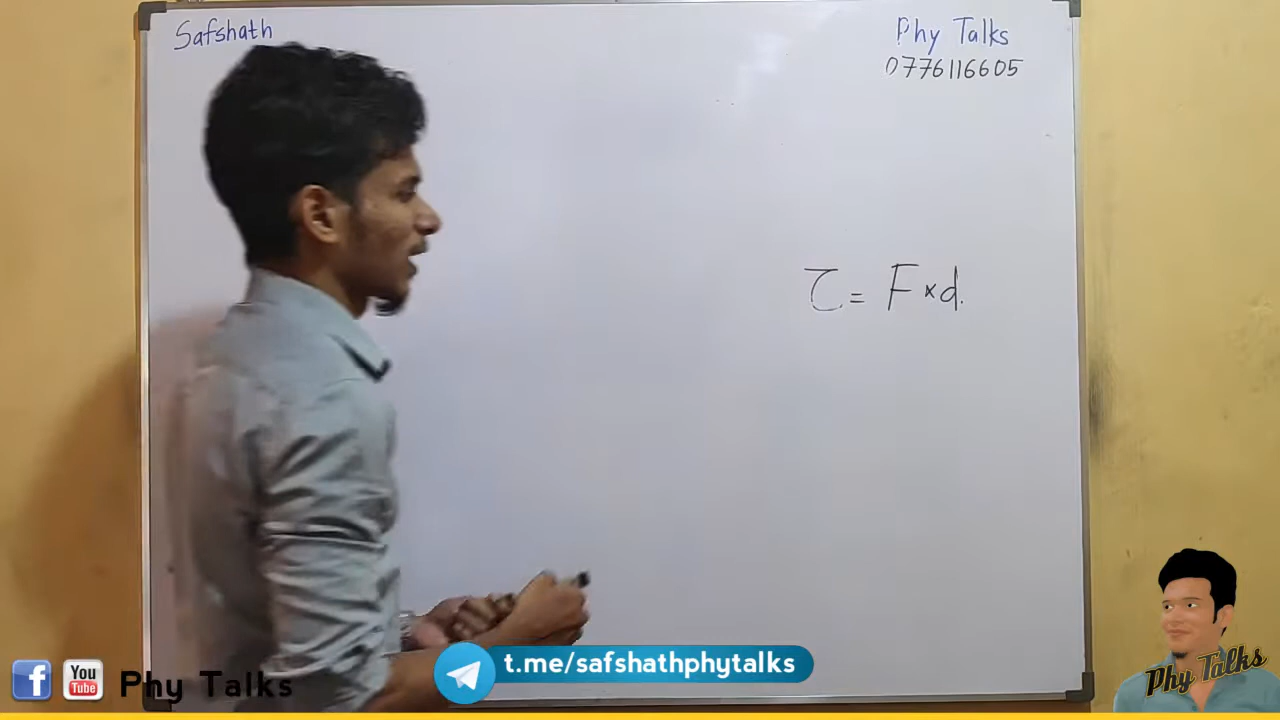 Safshath
Phy Talks
0776116605
τ = F × d.
t.me/safshathphytalks
You
Tube
Phy Talks
Phy Talks